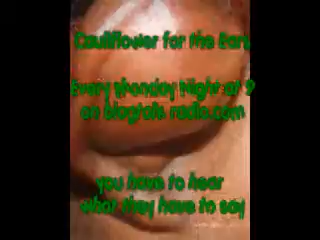 Cauliflower for the Ears
Every Monday Night at 9
on blogtalk radio.com
you have to hear
what they have to say